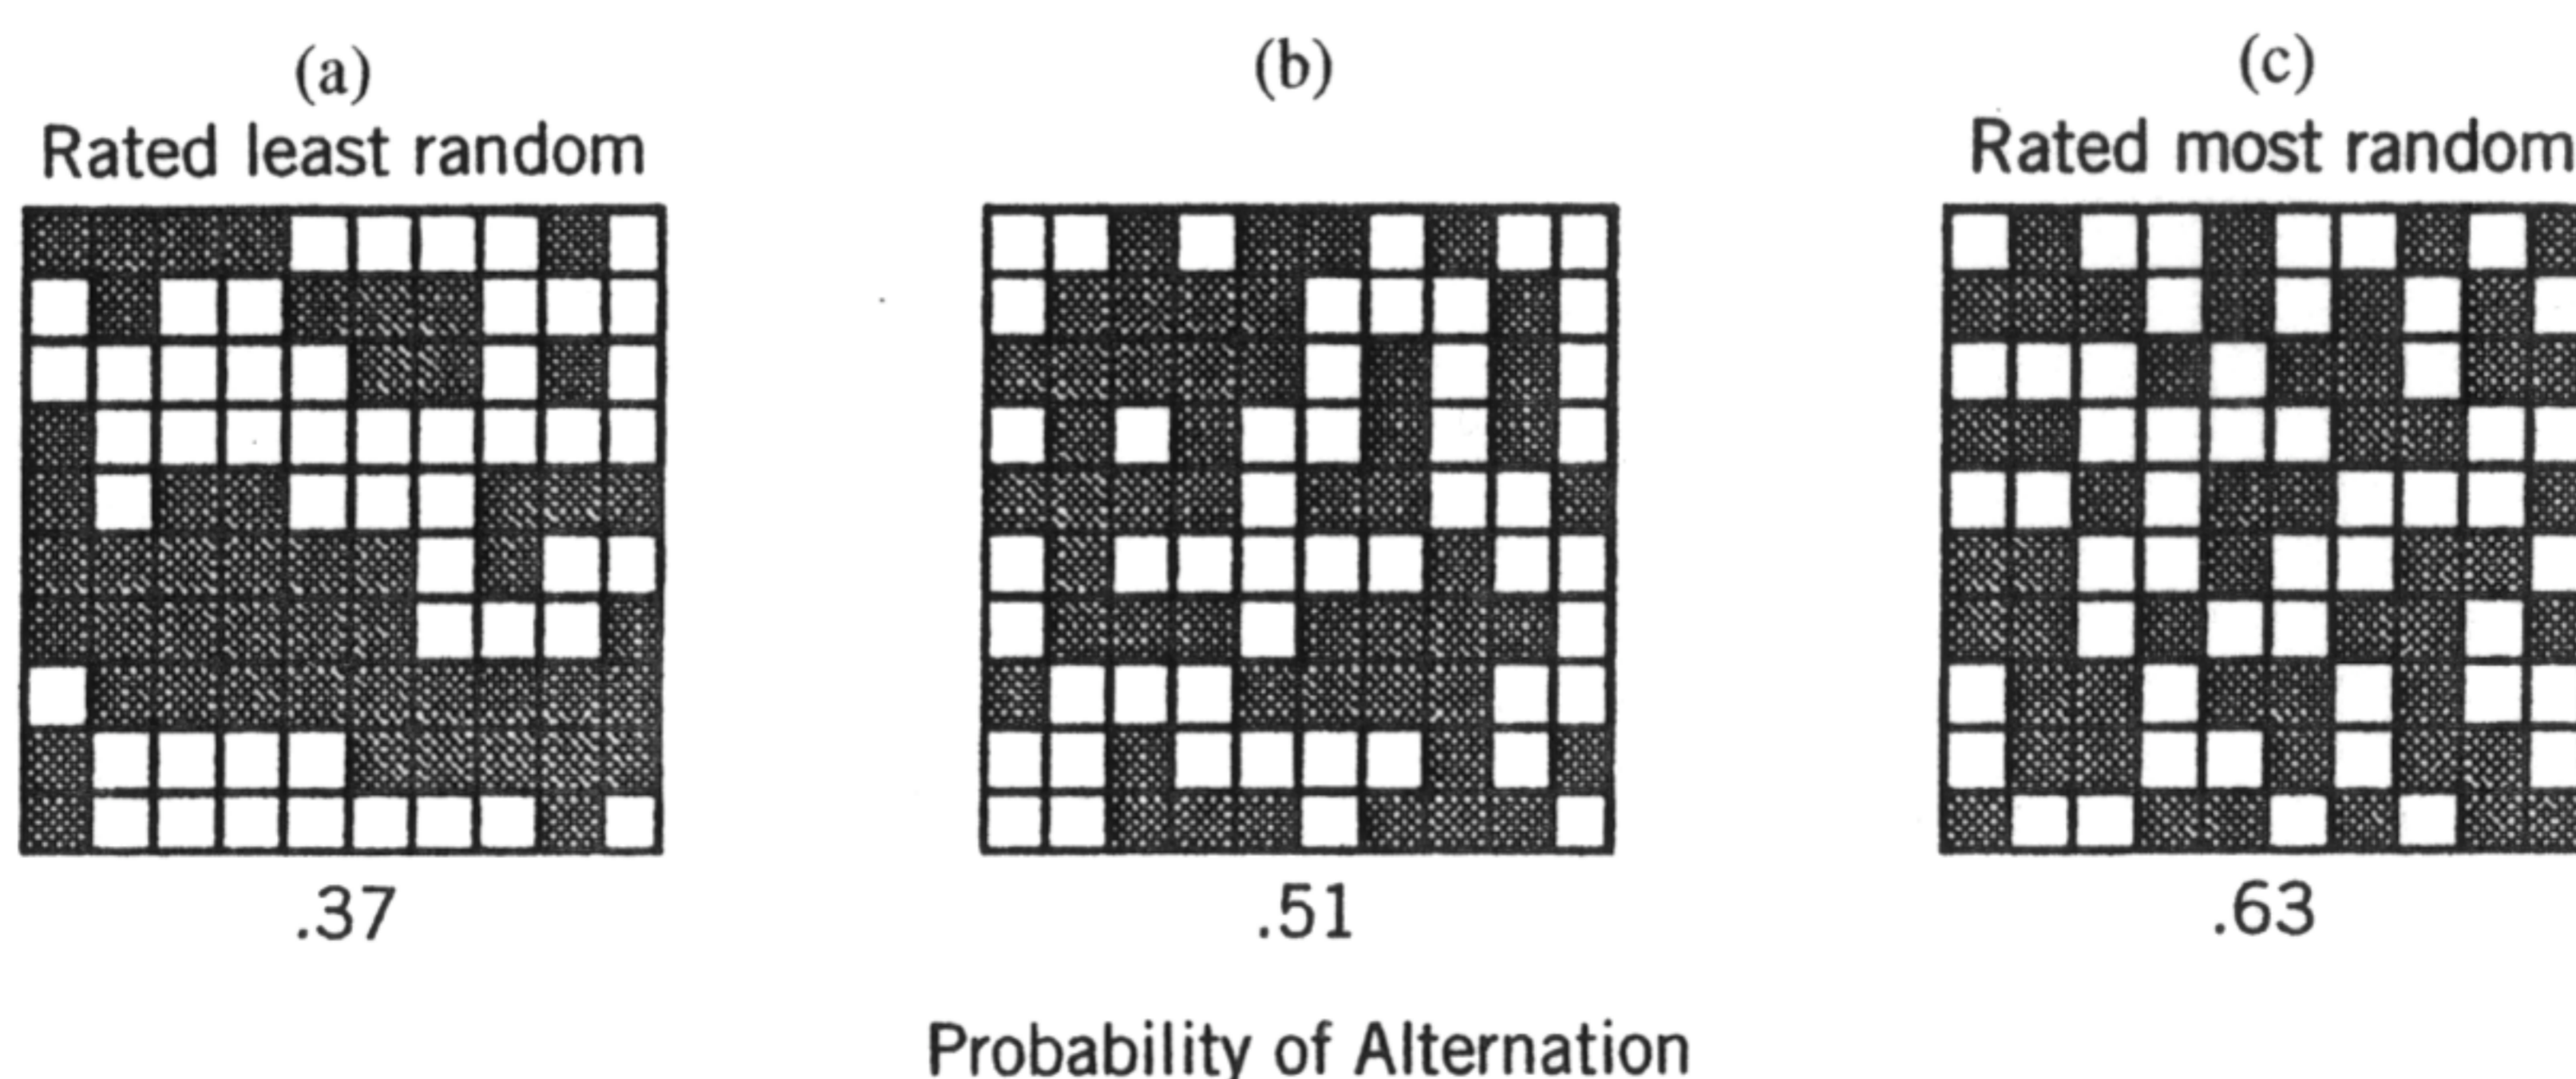 (a)
Rated least random
(b)
(c)
Rated most random
.37
.51
.63
Probability of Alternation